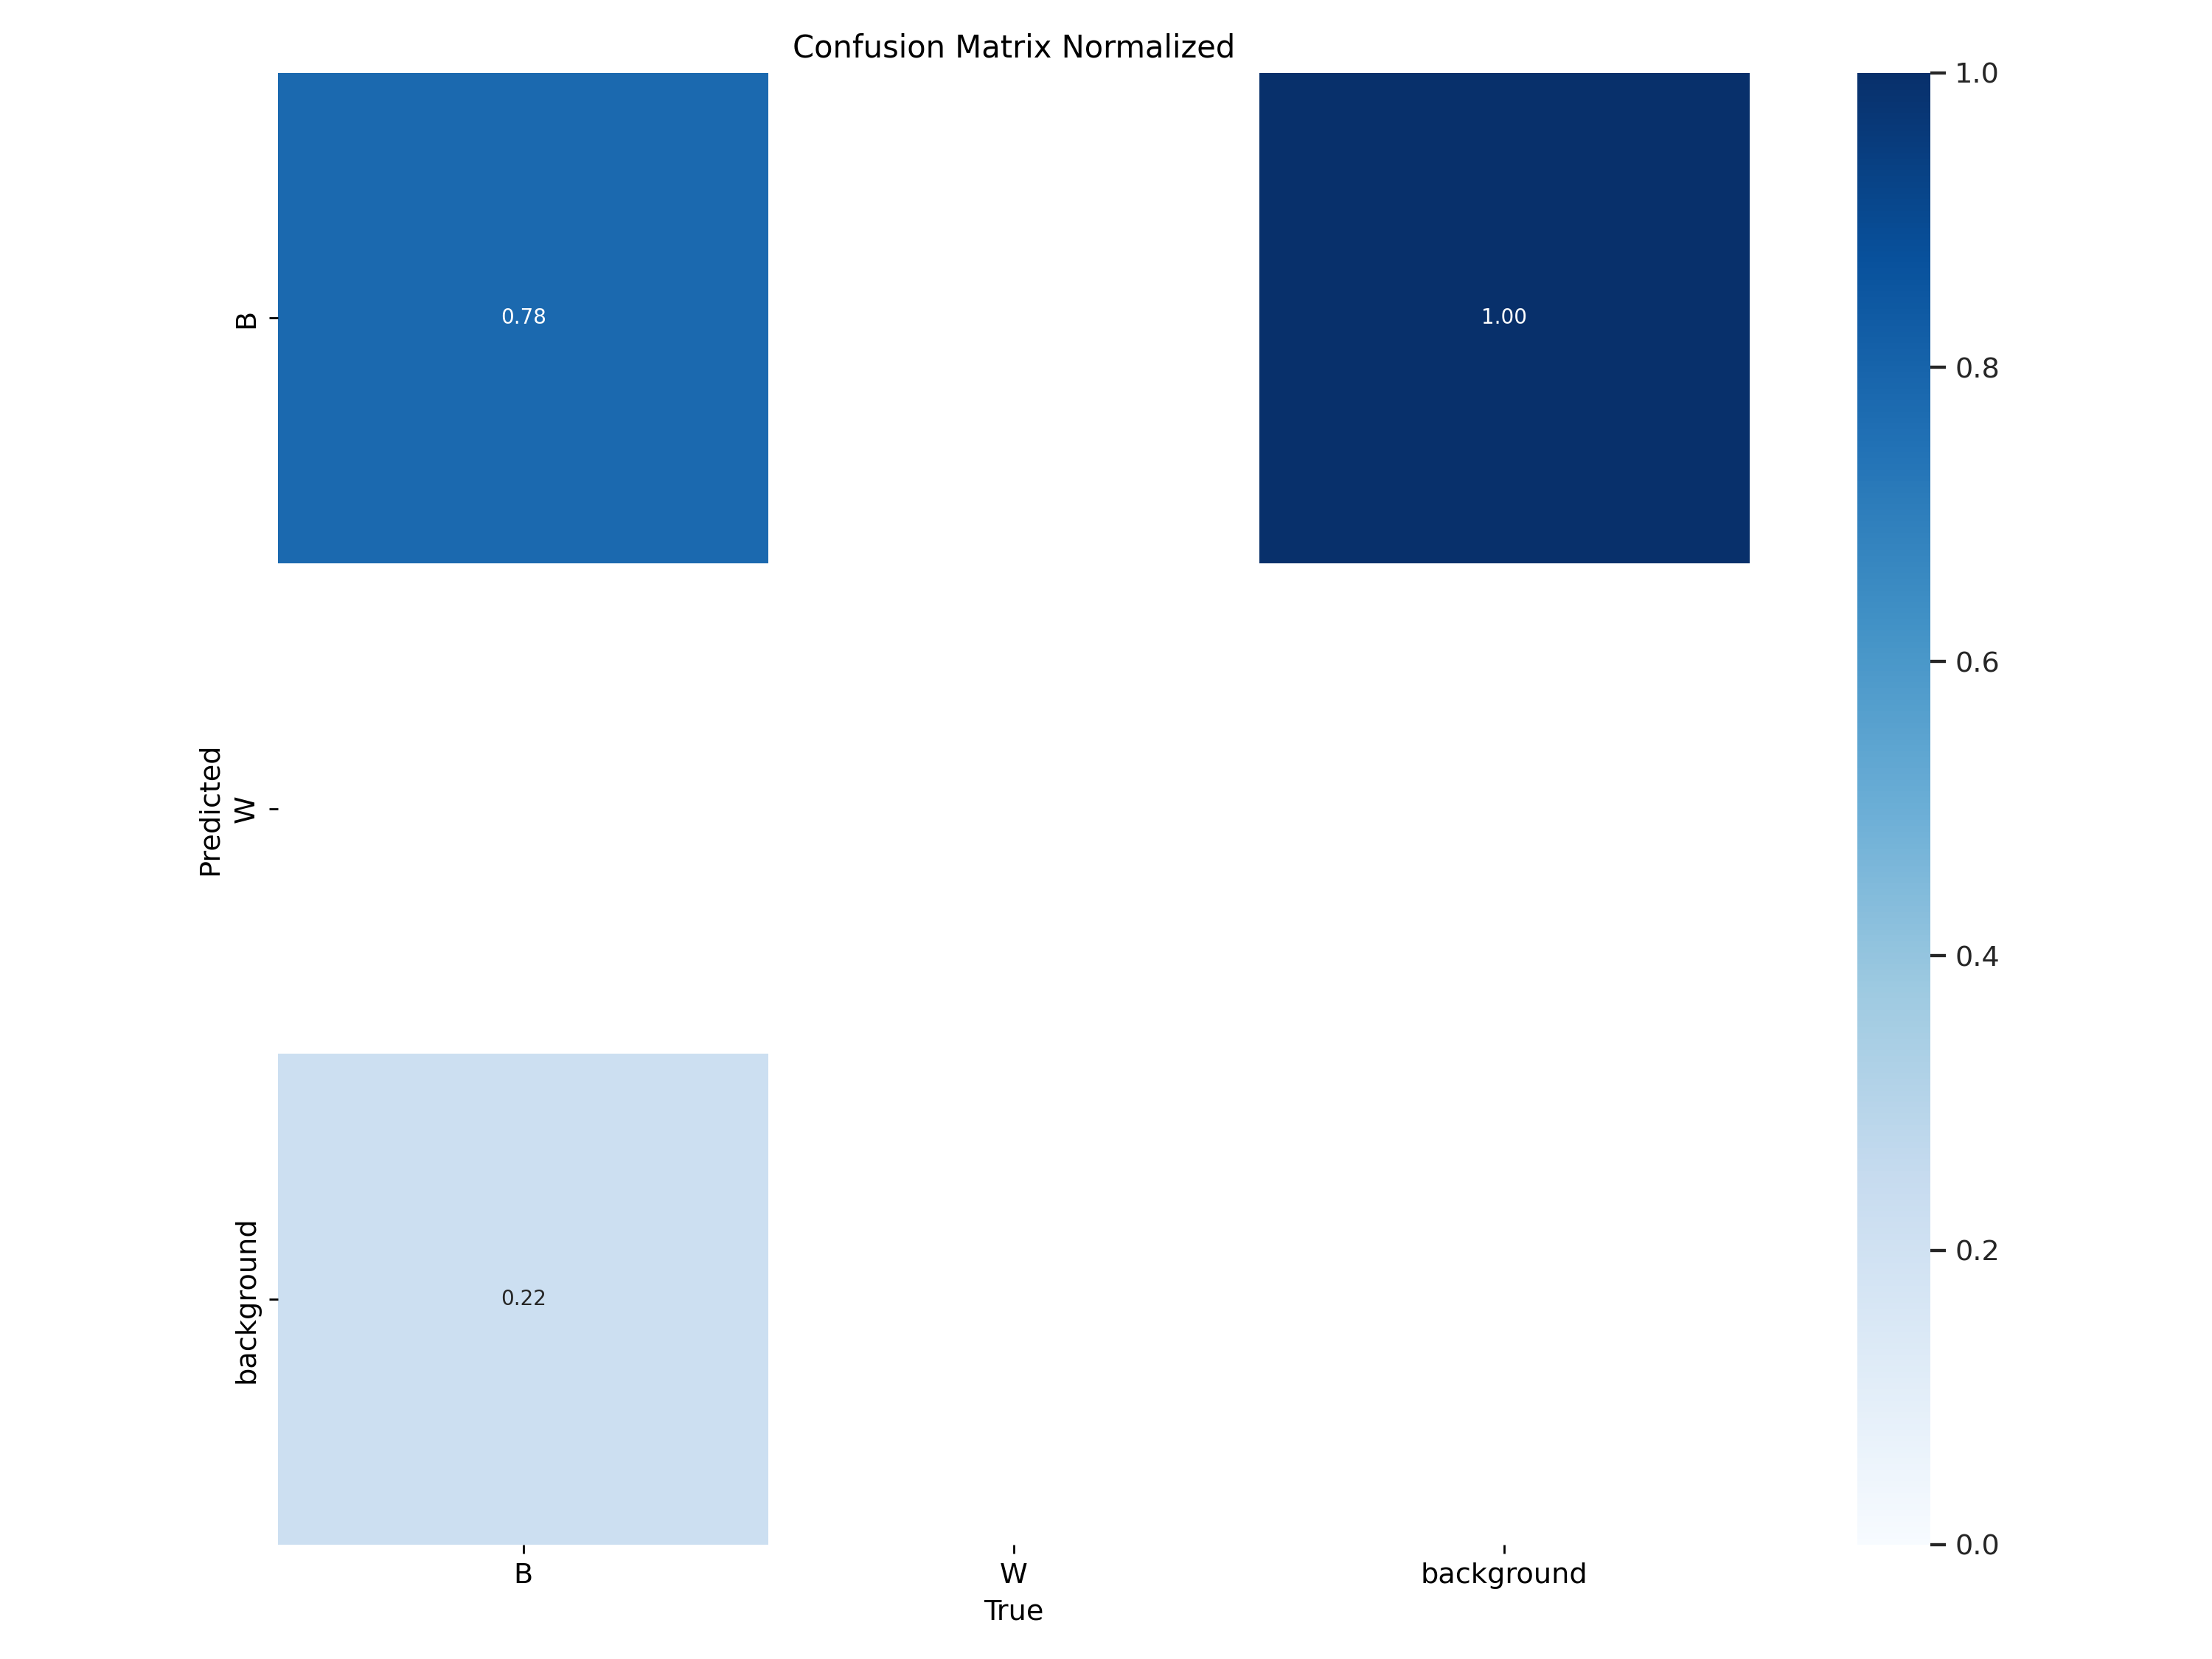 Confusion Matrix Normalized
1.0
0.8
0.6
0.4
0.2
0.0
Predicted
B
W
background
0.78
1.00
0.22
B
W
background
True